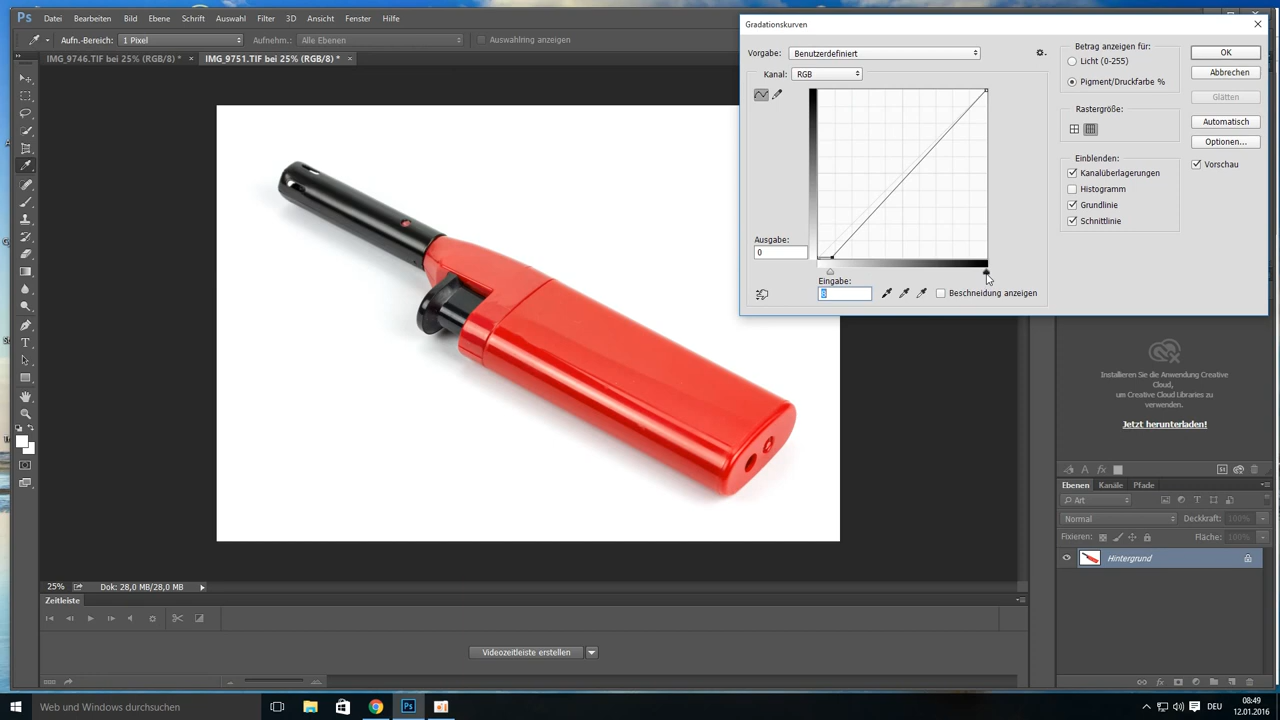 Ps Datei Bearbeiten Bild Ebene Schrift Auswahl Filter 3D Ansicht Fenster Hilfe
Aufn.-Bereich: 1 Pixel Aufnehm.: Alle Ebenen Auswahlring anzeigen
IMG_9746.TIF bei 25% (RGB/8) * × IMG_9751.TIF bei 25% (RGB/8) * ×
Gradationskurven
Vorgabe: Benutzerdefiniert
Kanal: RGB
Ausgabe:
0
Eingabe:
0
Beschneidung anzeigen
Betrag anzeigen für:
Licht (0-255)
Pigment/Druckfarbe %
Rastergröße:
Einblenden:
Kanalüberlagerungen
Histogramm
Grundlinie
Schnittlinie
OK
Abbrechen
Glätten
Automatisch
Optionen...
Vorschau
Installieren Sie die Anwendung Creative
Cloud,
um Creative Cloud Libraries zu
verwenden.
Jetzt herunterladen!
Ebenen Kanäle Pfade
Art
Normal Deckkraft: 100%
Fixieren: Fläche: 100%
Hintergrund
25% Dok: 28,0 MB/28,0 MB
Zeitleiste
Videozeitleiste erstellen
Web und Windows durchsuchen
DEU
08:49
12.01.2016